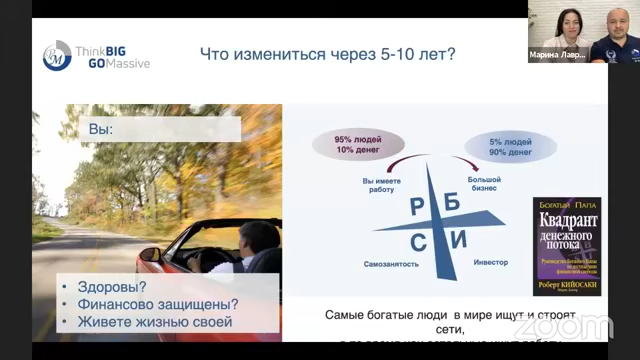 ThinkBIG
GOMassive
PM
Что измениться через 5-10 лет?
Марина Лавр...
Вы:
• Здоровы?
• Финансово защищены?
• Живете жизнью своей
95% людей
10% денег
5% людей
90% денег
Вы имеете
работу
Большой
бизнес
Р Б
С И
Самозанятость
Инвестор
БОГАТЫЙ ПАПА
КВАДРАНТ
ДЕНЕЖНОГО
ПОТОКА
РОБЕРТ КИЙОСАКИ
Самые богатые люди в мире ищут и строят
сети,
zoom